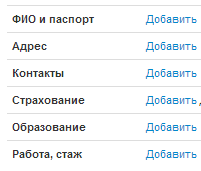 ФИО и паспорт Добавить
Адрес Добавить
Контакты Добавить
Страхование Добавить,
Образование Добавить
Работа, стаж Добавить